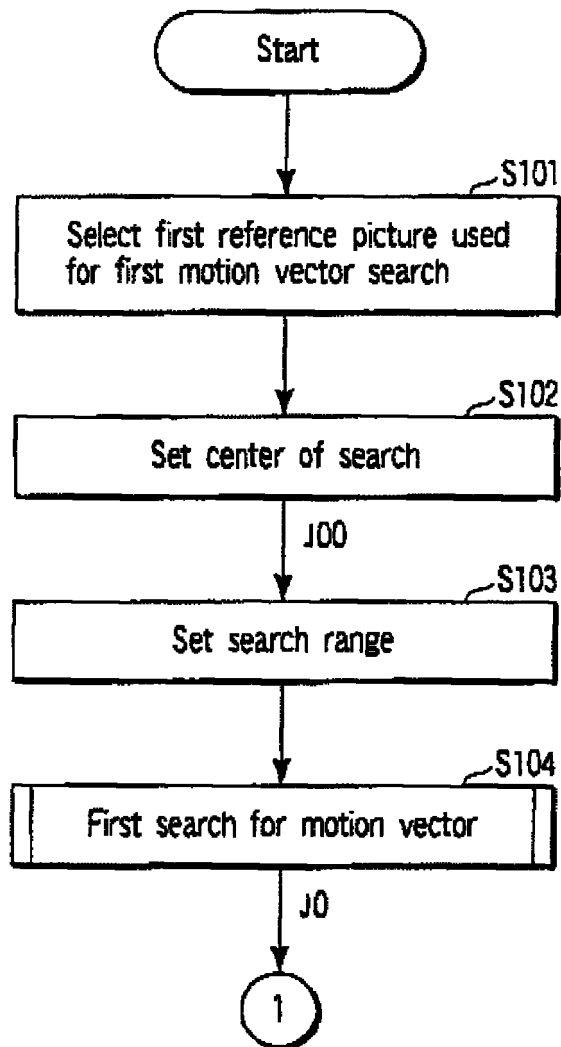 Start
S101
Select first reference picture used
for first motion vector search
S102
Set center of search
J00
S103
Set search range
S104
First search for motion vector
J0
1